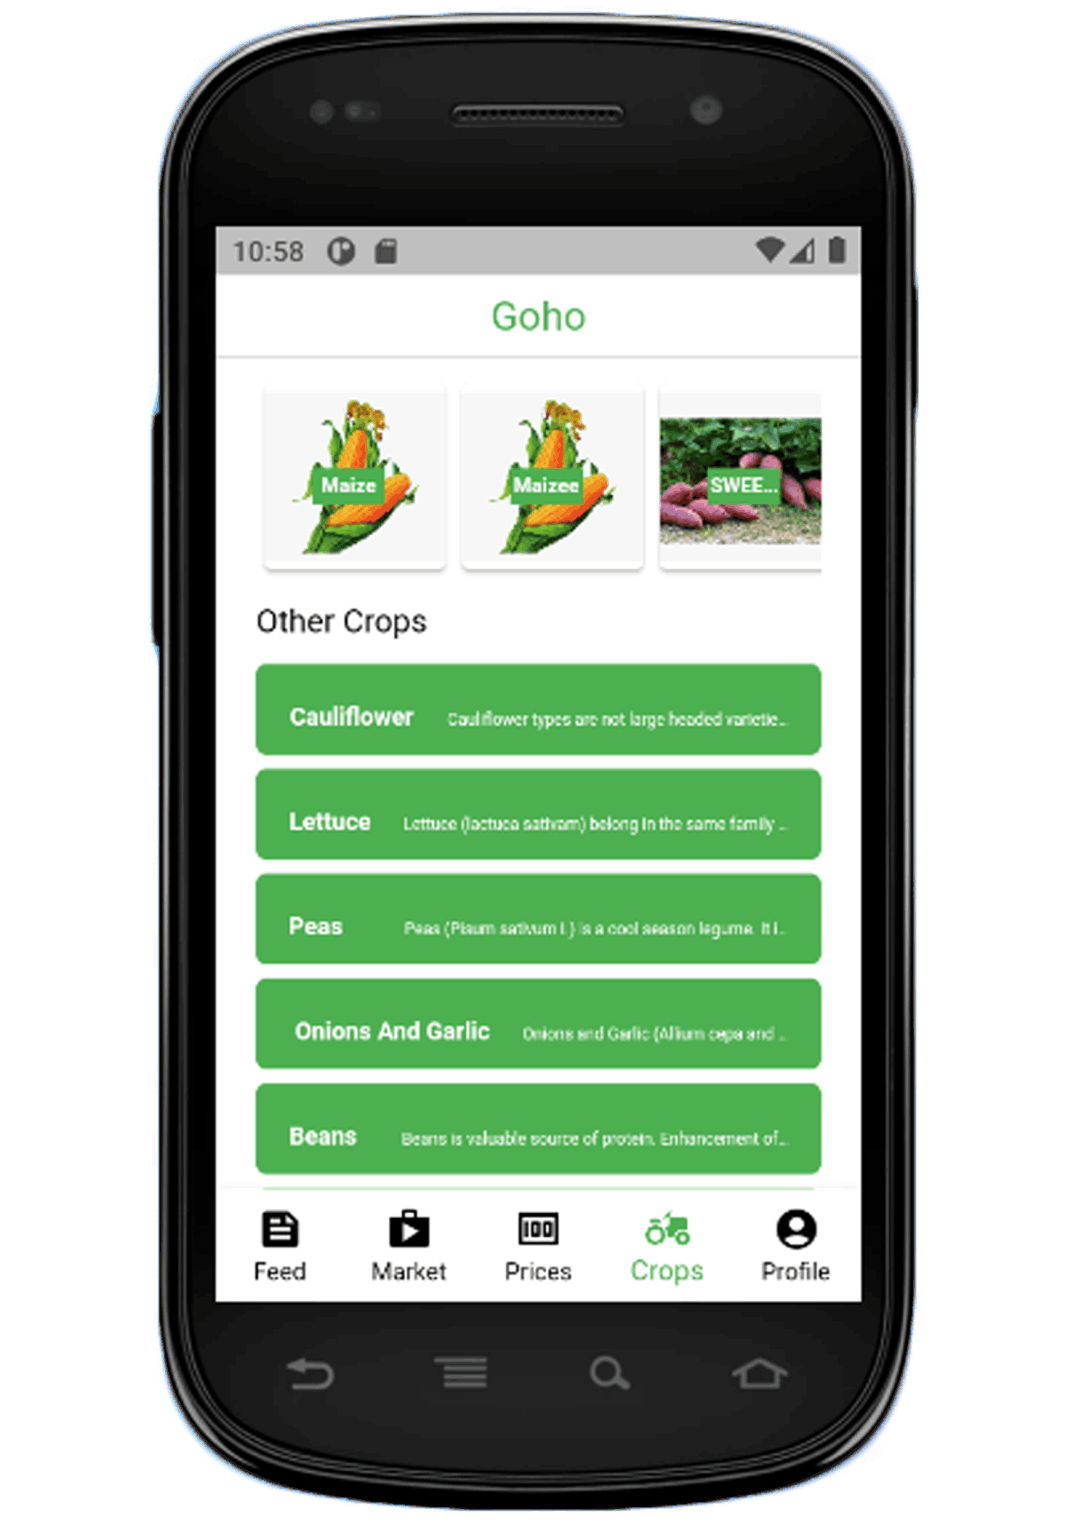 10:58
Goho
Maize
Maizee
SWEE...
Other Crops
Cauliflower Cauliflower types are not large headed varietie...
Lettuce Lettuce (lactuca sativam) belong in the same family ...
Peas Peas (Pisum sativum L) is a cool season legume. It i...
Onions And Garlic Onions and Garlic (Allium cepa and ...
Beans Beans is valuable source of protein. Enhancement of...
100
Feed Market Prices Crops Profile